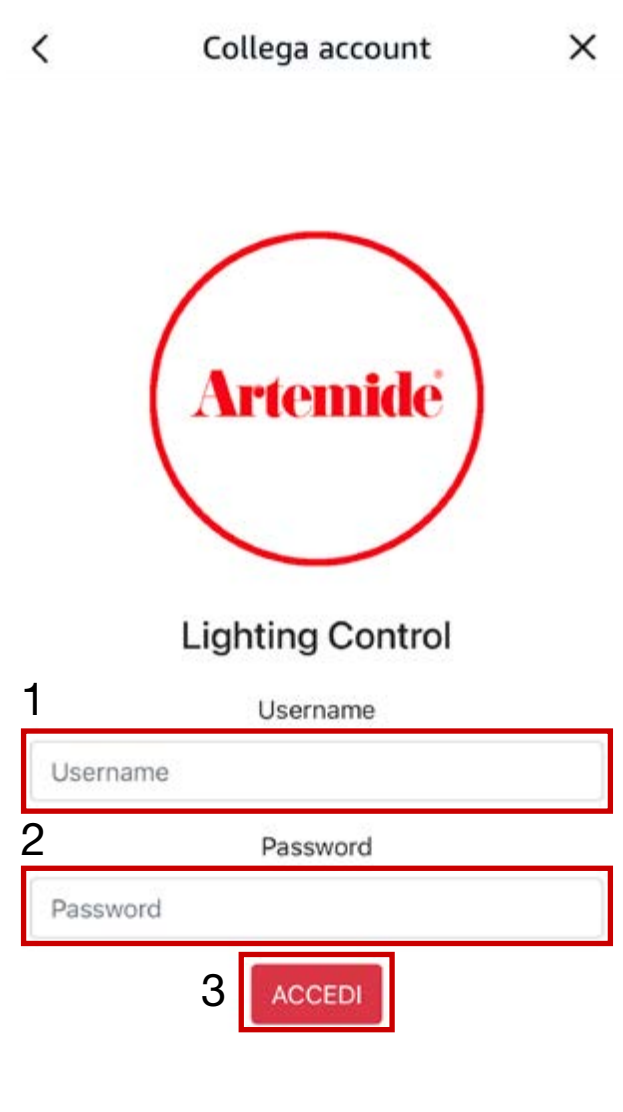 Collega account
Artemide®
Lighting Control
1
Username
Username
2
Password
Password
3 ACCEDI